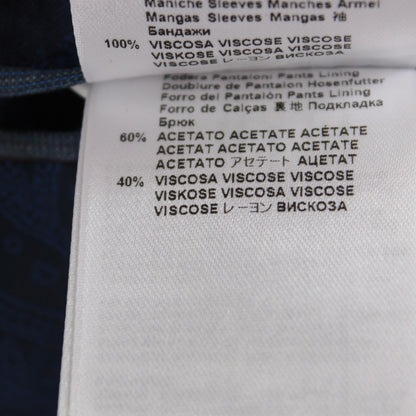 Maniche Sleeves Manches Ärmel
Mangas Sleeves Mangas 袖
Бандажи
100% VISCOSA VISCOSE VISCOSE
VISKOSE VISCOSA VISCOSE
VISCOSE レーヨン ВИСКОЗА
Fodera Pantaloni Pants Lining
Doublure de Pantalon Hosenfutter
Forro del Pantalón Pants Lining
Forro de Calças 裏地 Подкладка
Брюк
60% ACETATO ACETATE ACÉTATE
ACETAT ACETATO ACETATE
ACETATO アセテート АЦЕТАТ
40% VISCOSA VISCOSE VISCOSE
VISKOSE VISCOSA VISCOSE
VISCOSE レーヨン ВИСКОЗА